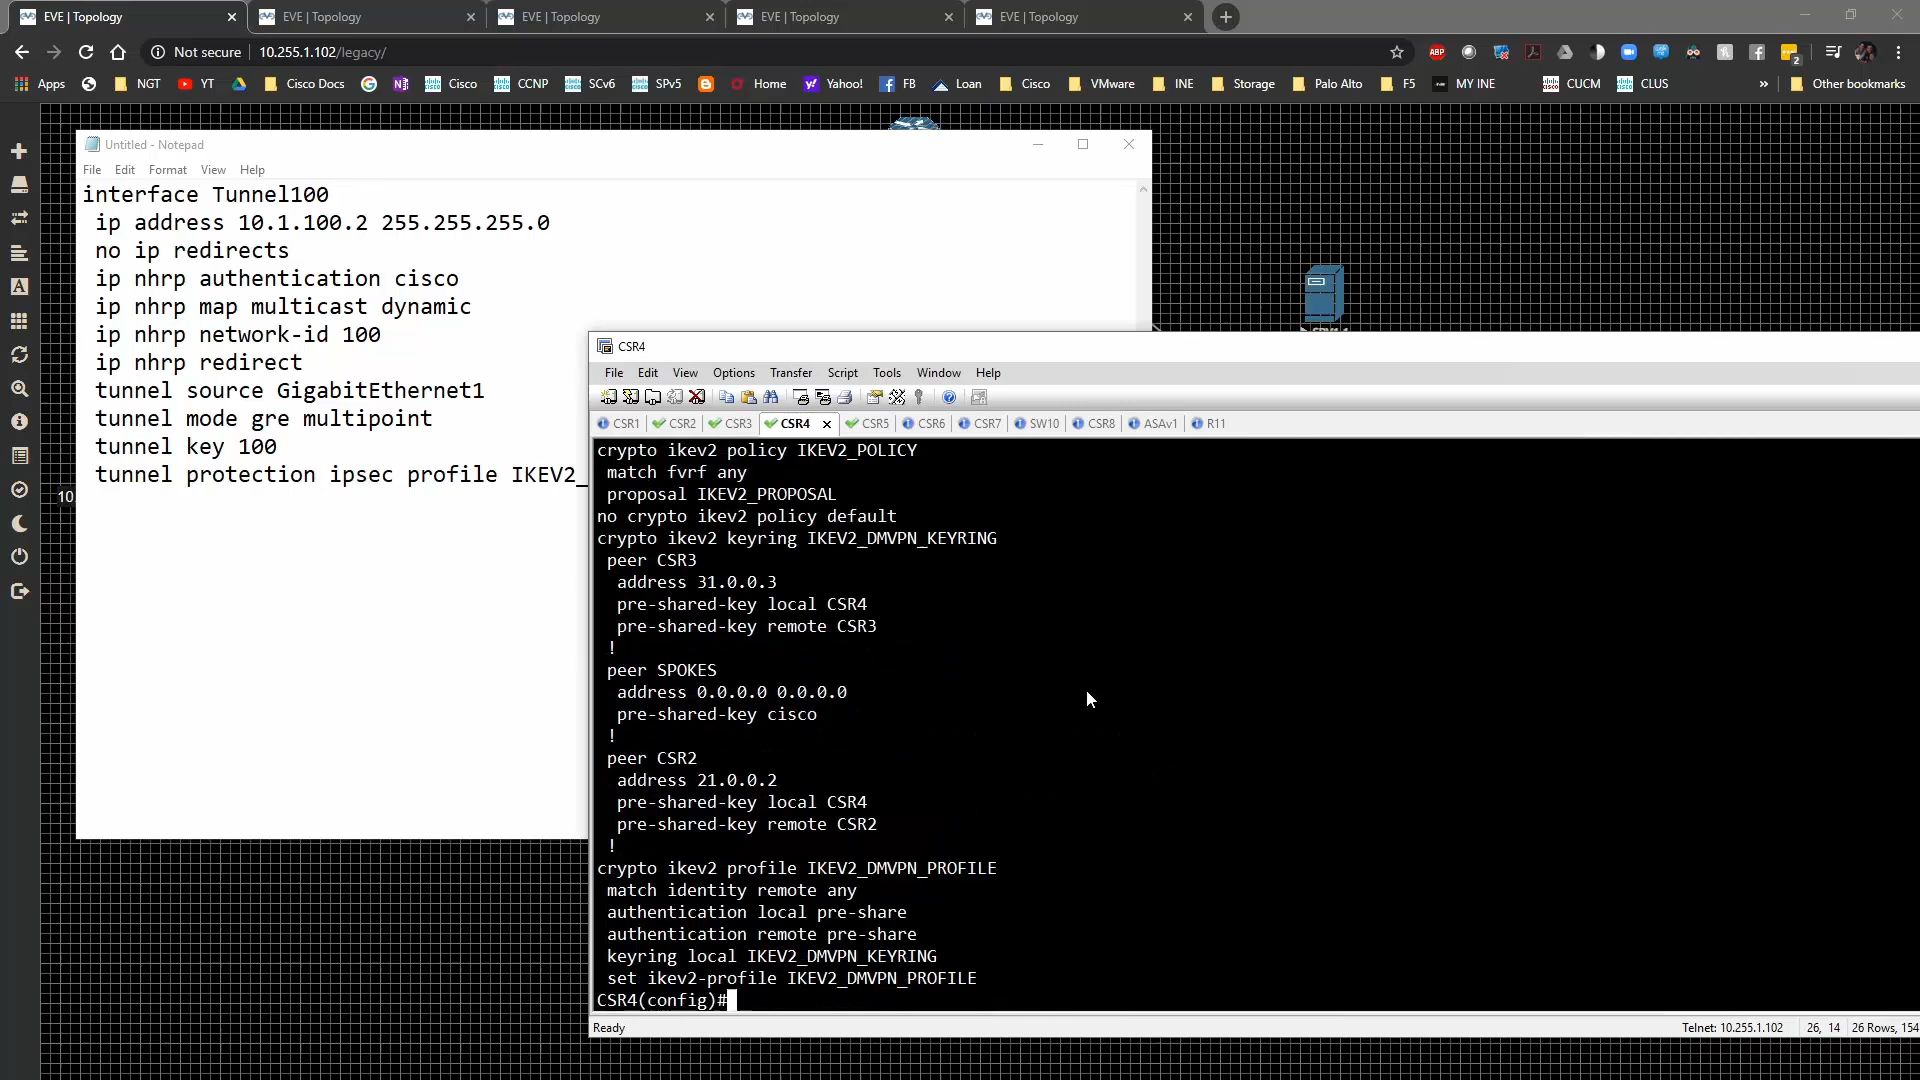 EVE | Topology
EVE | Topology
EVE | Topology
EVE | Topology
EVE | Topology
Not secure
10.255.1.102/legacy/
ABP
2
Apps
NGT
YT
Cisco Docs
Cisco
CCNP
SCv6
SPv5
Home
Yahoo!
FB
Loan
Cisco
VMware
INE
Storage
Palo Alto
F5
MY INE
CUCM
CLUS
»
Other bookmarks
Untitled - Notepad
File Edit Format View Help
interface Tunnel100
ip address 10.1.100.2 255.255.255.0
no ip redirects
ip nhrp authentication cisco
ip nhrp map multicast dynamic
ip nhrp network-id 100
ip nhrp redirect
tunnel source GigabitEthernet1
tunnel mode gre multipoint
tunnel key 100
tunnel protection ipsec profile IKEV2_
10
CSR4
File Edit View Options Transfer Script Tools Window Help
CSR1 CSR2 CSR3 CSR4 CSR5 CSR6 CSR7 SW10 CSR8 ASAv1 R11
crypto ikev2 policy IKEV2_POLICY
match fvrf any
proposal IKEV2_PROPOSAL
no crypto ikev2 policy default
crypto ikev2 keyring IKEV2_DMVPN_KEYRING
peer CSR3
address 31.0.0.3
pre-shared-key local CSR4
pre-shared-key remote CSR3
!
peer SPOKES
address 0.0.0.0 0.0.0.0
pre-shared-key cisco
!
peer CSR2
address 21.0.0.2
pre-shared-key local CSR4
pre-shared-key remote CSR2
!
crypto ikev2 profile IKEV2_DMVPN_PROFILE
match identity remote any
authentication local pre-share
authentication remote pre-share
keyring local IKEV2_DMVPN_KEYRING
set ikev2-profile IKEV2_DMVPN_PROFILE
CSR4(config)#
Ready
Telnet: 10.255.1.102
26, 14
26 Rows, 154